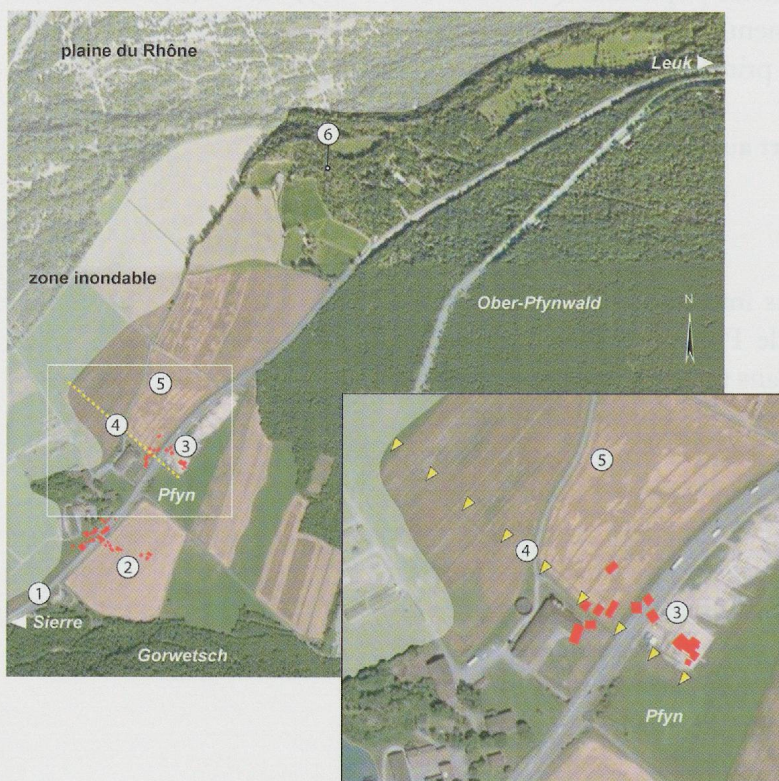 plaine du Rhône
Leuk
6
zone inondable
Ober-Pfynwald
N
5
4
3
Pfyn
2
1
Sierre
Gorwetsch
5
4
3
Pfyn